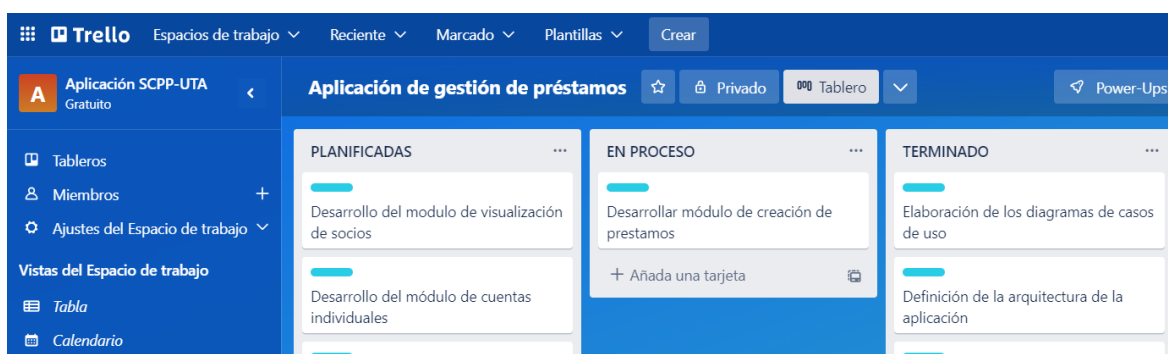 Trello Espacios de trabajo Reciente Marcado Plantillas Crear
A Aplicación SCPP-UTA
Gratuito
Aplicación de gestión de préstamos Privado Tablero Power-Ups
Tableros
Miembros
Ajustes del Espacio de trabajo
Vistas del Espacio de trabajo
Tabla
Calendario
PLANIFICADAS
Desarrollo del modulo de visualización
de socios
Desarrollo del módulo de cuentas
individuales
EN PROCESO
Desarrollar módulo de creación de
prestamos
+ Añada una tarjeta
TERMINADO
Elaboración de los diagramas de casos
de uso
Definición de la arquitectura de la
aplicación